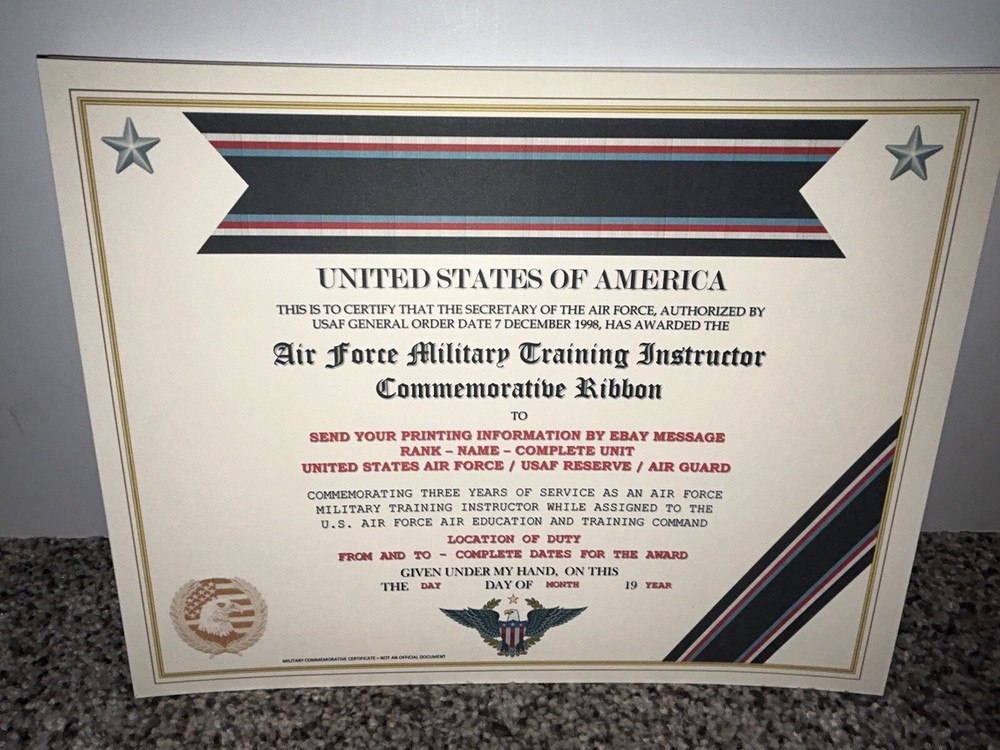 UNITED STATES OF AMERICA
THIS IS TO CERTIFY THAT THE SECRETARY OF THE AIR FORCE, AUTHORIZED BY
USAF GENERAL ORDER DATE 7 DECEMBER 1998, HAS AWARDED THE
Air Force Military Training Instructor
Commemorative Ribbon
TO
SEND YOUR PRINTING INFORMATION BY EBAY MESSAGE
RANK – NAME – COMPLETE UNIT
UNITED STATES AIR FORCE / USAF RESERVE / AIR GUARD
COMMEMORATING THREE YEARS OF SERVICE AS AN AIR FORCE
MILITARY TRAINING INSTRUCTOR WHILE ASSIGNED TO THE
U.S. AIR FORCE AIR EDUCATION AND TRAINING COMMAND
LOCATION OF DUTY
FROM AND TO – COMPLETE DATES FOR THE AWARD
GIVEN UNDER MY HAND, ON THIS
THE DAY DAY OF MONTH 19 YEAR
MILITARY COMMEMORATIVE CERTIFICATE – NOT AN OFFICIAL DOCUMENT